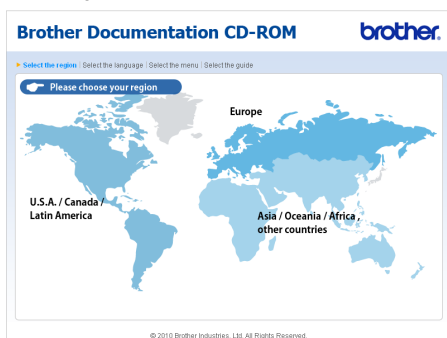 Brother Documentation CD-ROM
brother
Select the region | Select the language | Select the menu | Select the guide
Please choose your region
Europe
U.S.A. / Canada /
Latin America
Asia / Oceania / Africa ,
other countries
© 2010 Brother Industries, Ltd. All Rights Reserved.